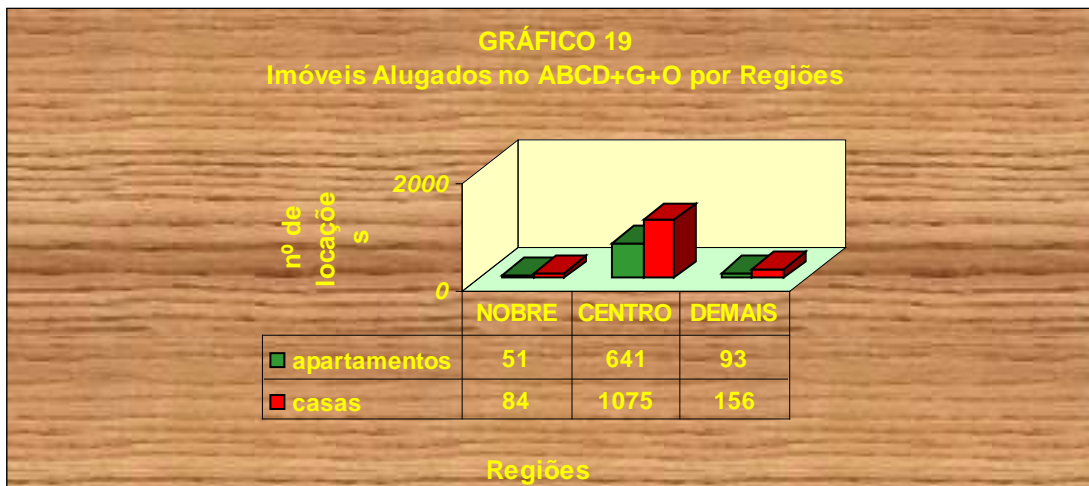 GRÁFICO 19
Imóveis Alugados no ABCD+G+O por Regiões
nº de
locaçõe
s
2000
0
NOBRE CENTRO DEMAIS
apartamentos 51 641 93
casas 84 1075 156
Regiões